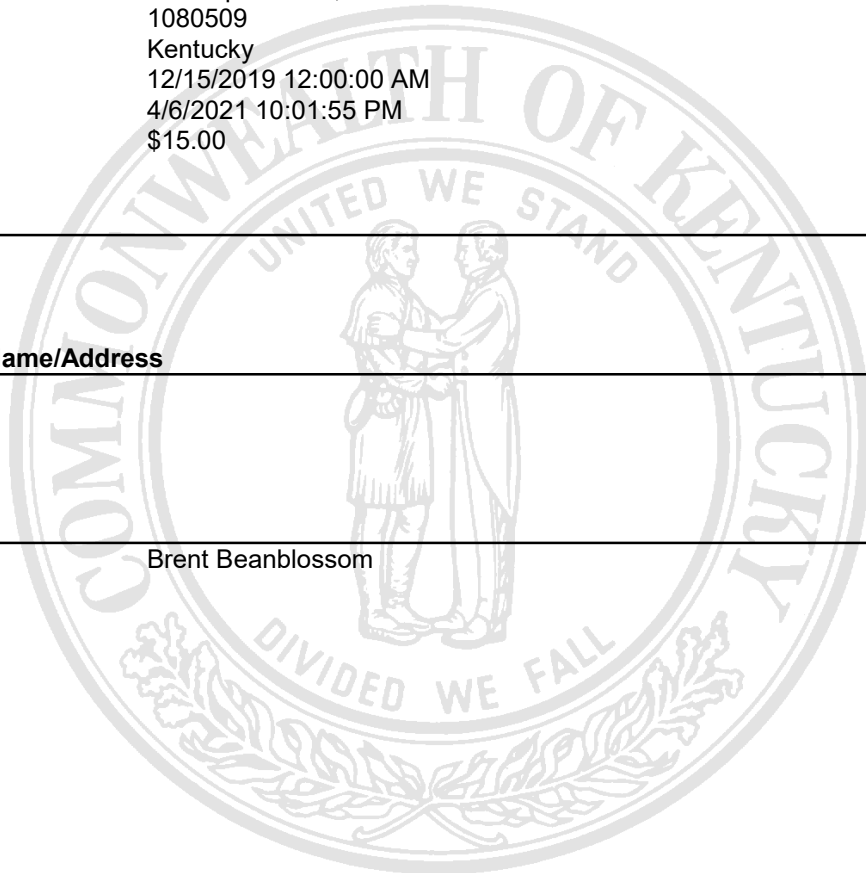 1080509
Kentucky
12/15/2019 12:00:00 AM
4/6/2021 10:01:55 PM
$15.00
COMMONWEALTH OF KENTUCKY
UNITED WE STAND
ame/Address
Brent Beanblossom
DIVIDED WE FALL